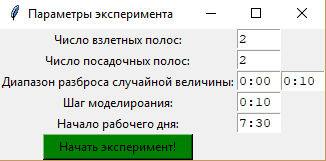 Параметры эксперимента
Число взлетных полос: 2
Число посадочных полос: 2
Диапазон разброса случайной величины: 0:00 0:10
Шаг моделироания: 0:10
Начало рабочего дня: 7:30
Начать эксперимент!